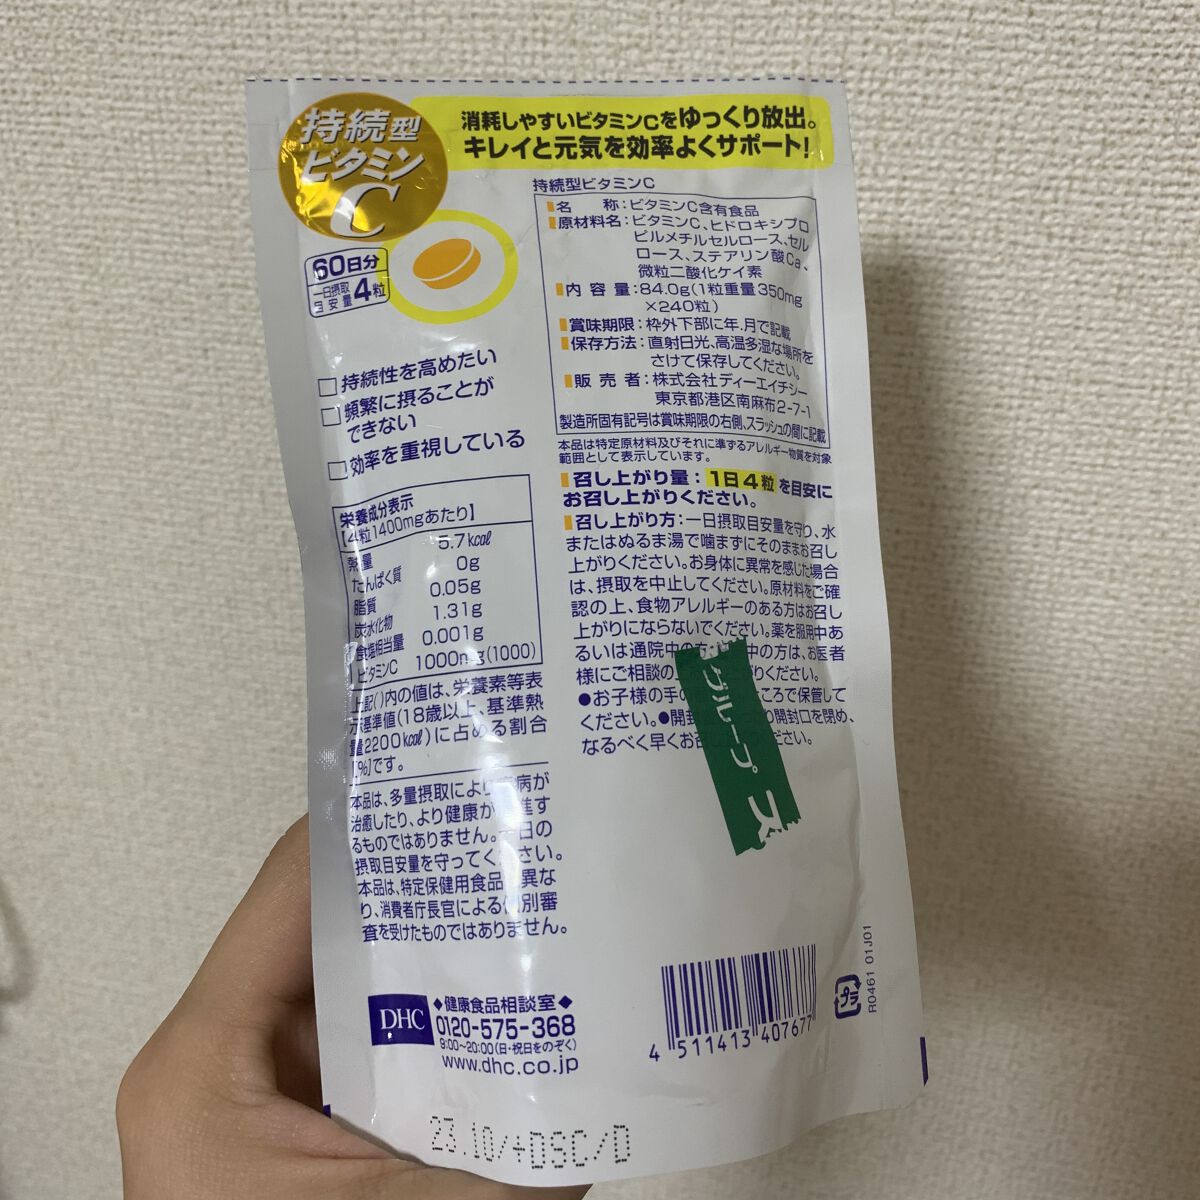 持続型
ビタミン
C
消耗しやすいビタミンCをゆっくり放出。
キレイと元気を効率よくサポート!
60日分
一日摂取
目安量4粒
□持続性を高めたい
□頻繁に摂ることが
できない
□効率を重視している
栄養成分表示
[4粒1400mgあたり]
熱量 5.7kcal
たんぱく質 0g
脂質 0.05g
炭水化物 1.31g
食塩相当量 0.001g
ビタミンC 1000mg(1000)
上記( )内の値は、栄養素等表
示基準値(18歳以上、基準熱
量2200kcal)に占める割合
[%]です。
本品は、多量摂取により 病が
治癒したり、より健康が 進す
るものではありません。一日の
摂取目安量を守ってください。
本品は、特定保健用食品 異な
り、消費者庁長官による個別審
査を受けたものではありません。
持続型ビタミンC
名 称:ビタミンC含有食品
原材料名:ビタミンC、ヒドロキシプロ
ピルメチルセルロース、セル
ロース、ステアリン酸Ca、
微粒二酸化ケイ素
内容量:84.0g(1粒重量350mg
×240粒)
賞味期限:枠外下部に年.月で記載
保存方法:直射日光、高温多湿な場所を
さけて保存してください。
販売者:株式会社ディーエイチシー
東京都港区南麻布2-7-1
製造所固有記号は賞味期限の右側、スラッシュの間に記載
本品は特定原材料及びそれに準ずるアレルギー物質を対象
範囲として表示しています。
召し上がり量:1日4粒を目安に
お召し上がりください。
召し上がり方:一日摂取目安量を守り、水
またはぬるま湯で噛まずにそのままお召し
上がりください。お身体に異常を感じた場合
は、摂取を中止してください。原材料をご確
認の上、食物アレルギーのある方はお召し
上がりにならないでください。薬を服用中あ
るいは通院中の方 中の方は、お医者
様にご相談の上 がりください。
●お子様の手の ころで保管して
ください。●開封 開封口を閉め、
なるべく早くお召し ください。
グループ ス
DHC
◆健康食品相談室◆
0120-575-368
9:00~20:00(日・祝日をのぞく)
www.dhc.co.jp
4 511413 407677
プラ
R0461 01J01
23.10/+DSC/D